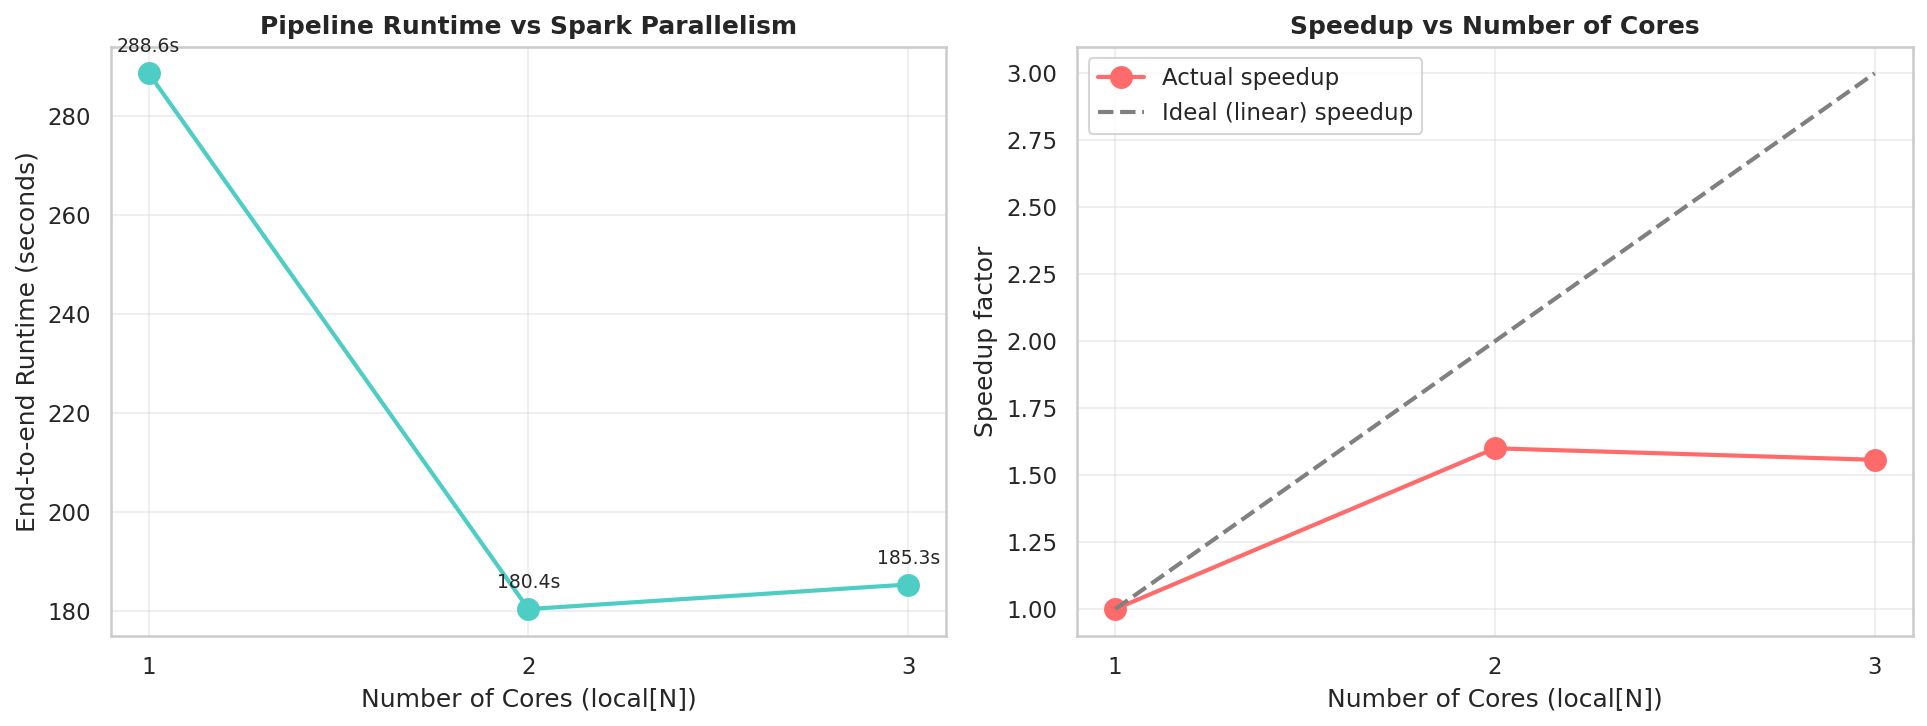 Pipeline Runtime vs Spark Parallelism
288.6s
280
260
240
220
200
180
180.4s
185.3s
End-to-end Runtime (seconds)
1
2
3
Number of Cores (local[N])
Speedup vs Number of Cores
Actual speedup
Ideal (linear) speedup
3.00
2.75
2.50
2.25
2.00
1.75
1.50
1.25
1.00
Speedup factor
1
2
3
Number of Cores (local[N])